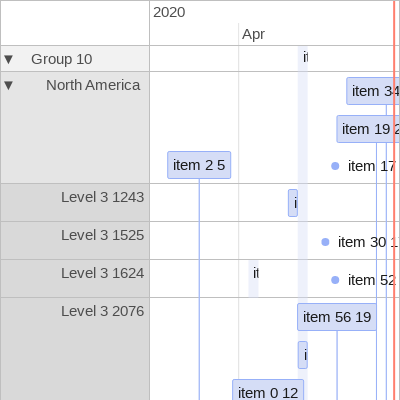 2020
Apr
▼ Group 10
it
▼ North America
item 34
item 19 2
item 2 5
item 17
Level 3 1243
i
Level 3 1525
item 30 1
Level 3 1624
it
item 52
Level 3 2076
item 56 19
i
item 0 12